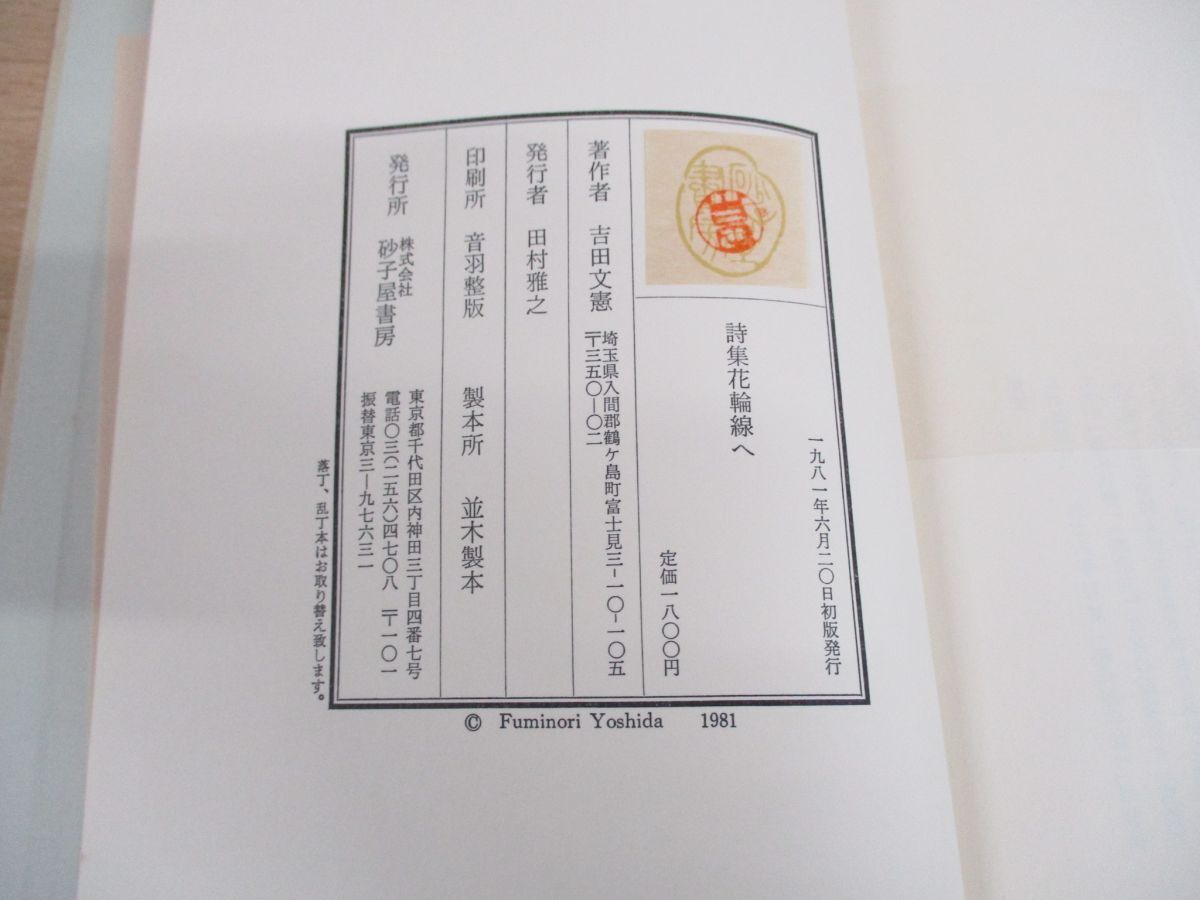 一九八一年六月二〇日初版発行
詩集花輪線へ
定価一八〇〇円
著作者 吉田文憲
埼玉県入間郡鶴ヶ島町富士見三-一〇-一〇五
〒三五〇-〇二
発行者 田村雅之
印刷所 音羽整版 製本所 並木製本
発行所 株式会社 砂子屋書房
東京都千代田区内神田三丁目四番七号
電話〇三(二五六)四七〇八 〒一〇一
振替東京三-九七六三一
落丁、乱丁本はお取り替え致します。
© Fuminori Yoshida 1981